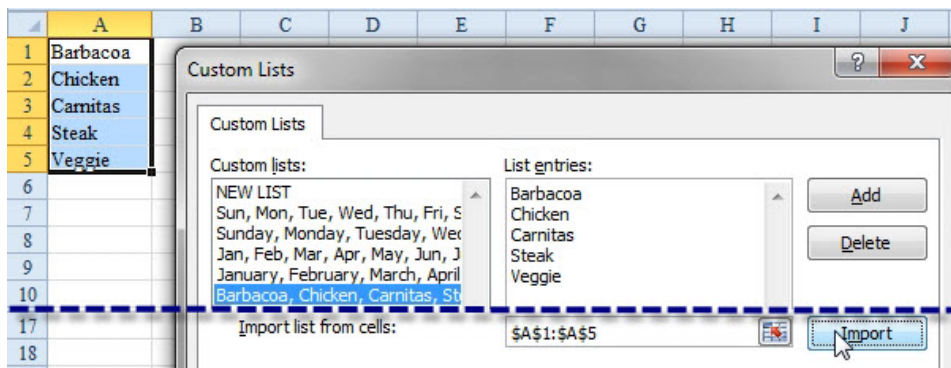 A B C D E F G H I J
1 Barbacoa
2 Chicken
3 Carnitas
4 Steak
5 Veggie
6
7
8
9
10
17
18
Custom Lists
?
X
Custom Lists
Custom lists:
NEW LIST
Sun, Mon, Tue, Wed, Thu, Fri, S
Sunday, Monday, Tuesday, Wed
Jan, Feb, Mar, Apr, May, Jun, J
January, February, March, April
Barbacoa, Chicken, Carnitas, St
List entries:
Barbacoa
Chicken
Carnitas
Steak
Veggie
Add
Delete
Import list from cells:
$A$1:$A$5
Import